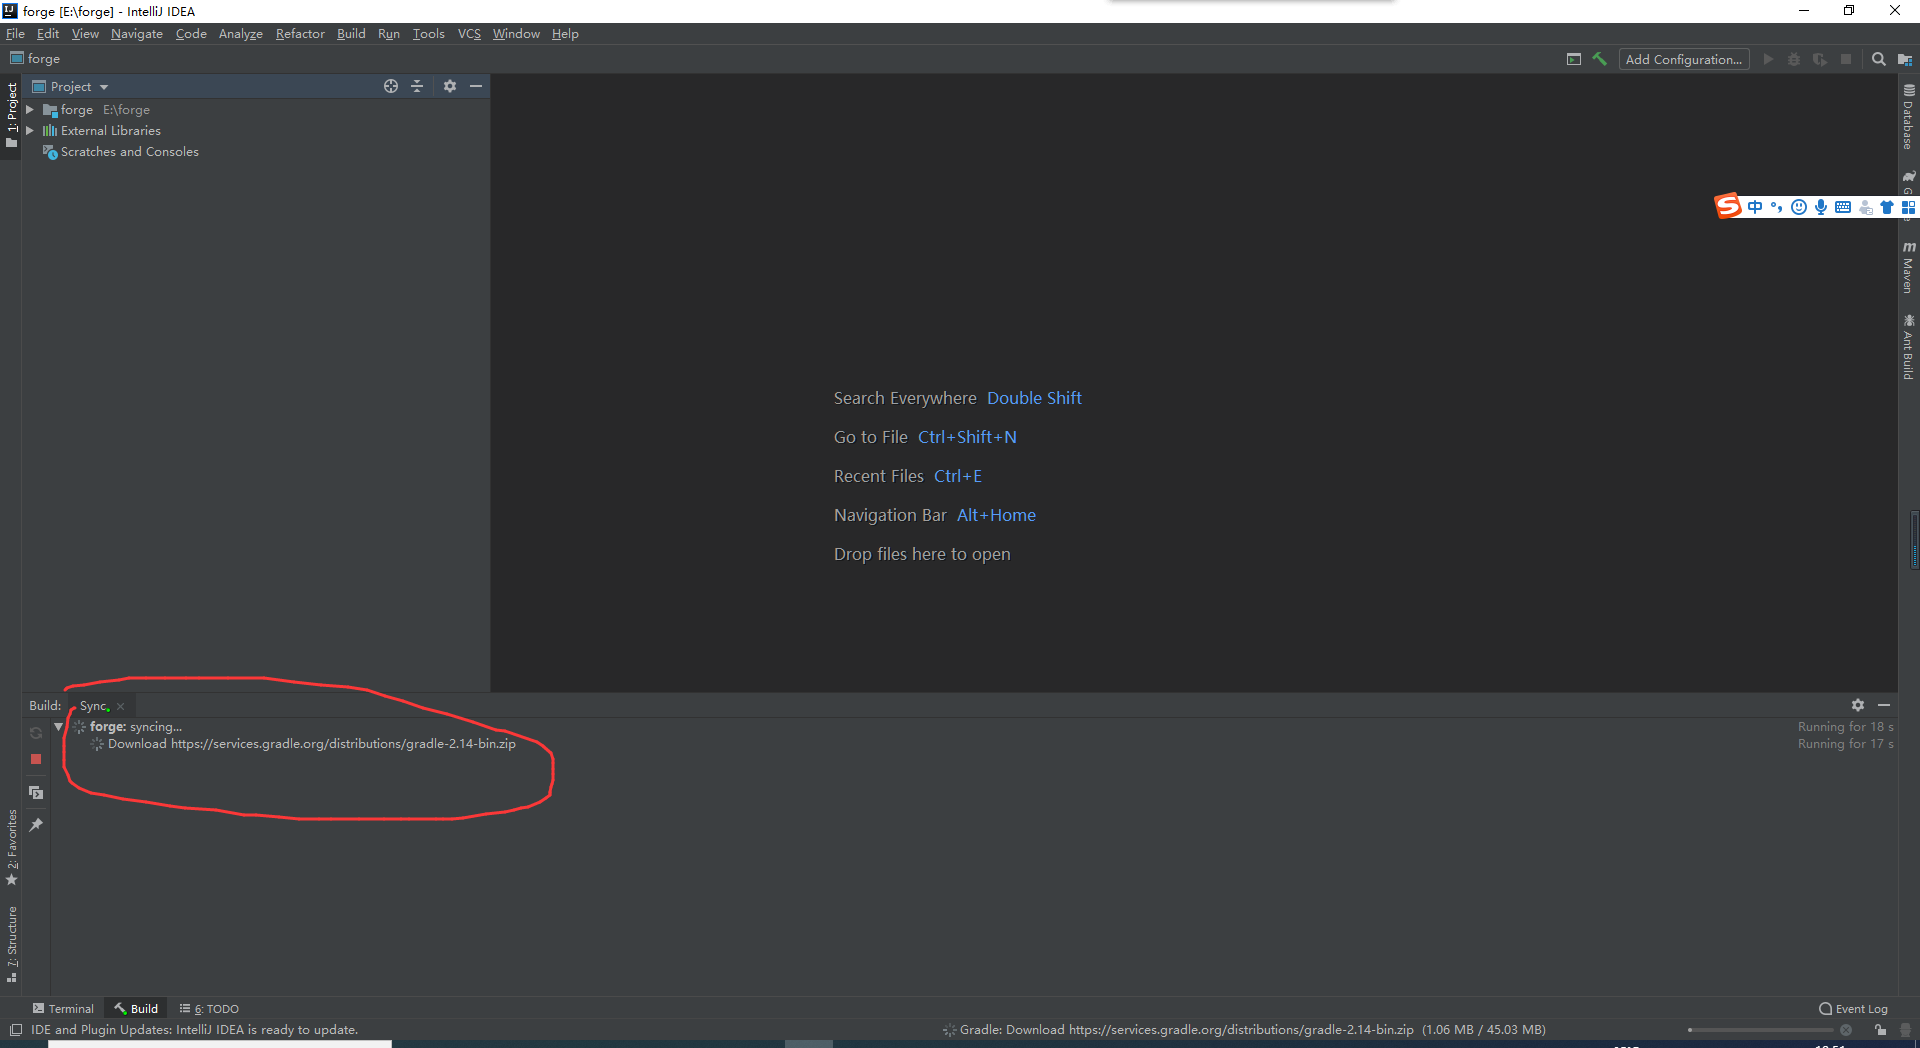 forge [E:\forge] - IntelliJ IDEA
File Edit View Navigate Code Analyze Refactor Build Run Tools VCS Window Help
forge
Add Configuration...
Project
forge E:\forge
External Libraries
Scratches and Consoles
1: Project
2: Favorites
7: Structure
Database
Maven
Ant Build
中
Search Everywhere Double Shift
Go to File Ctrl+Shift+N
Recent Files Ctrl+E
Navigation Bar Alt+Home
Drop files here to open
Build: Sync
forge: syncing... Running for 18 s
Download https://services.gradle.org/distributions/gradle-2.14-bin.zip Running for 17 s
Terminal Build 6: TODO Event Log
IDE and Plugin Updates: IntelliJ IDEA is ready to update. Gradle: Download https://services.gradle.org/distributions/gradle-2.14-bin.zip (1.06 MB / 45.03 MB)